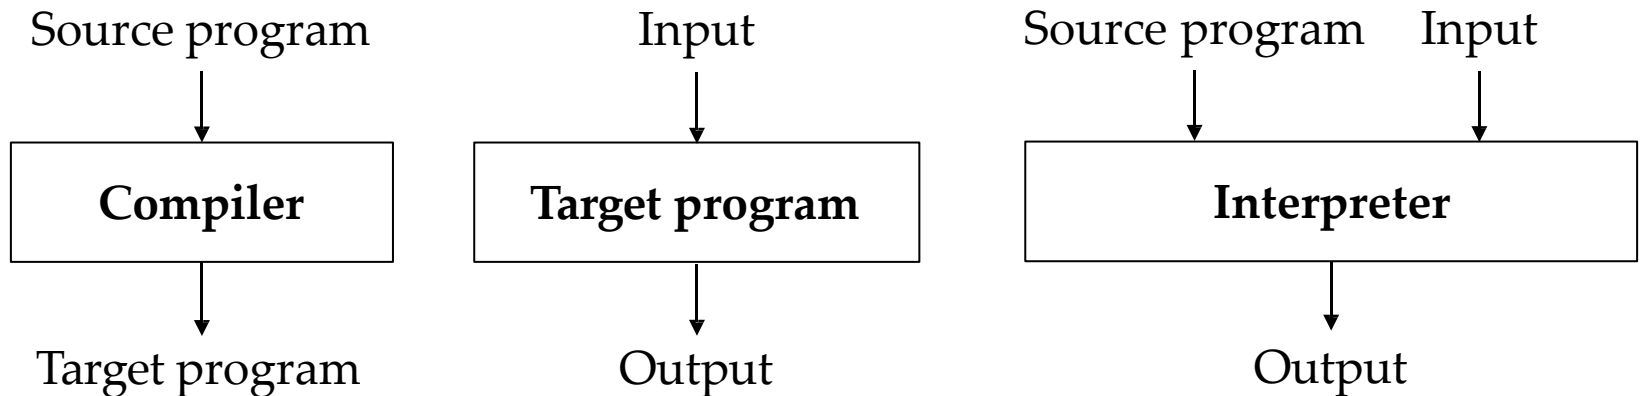 Source program
Compiler
Target program
Input
Target program
Output
Source program Input
Interpreter
Output